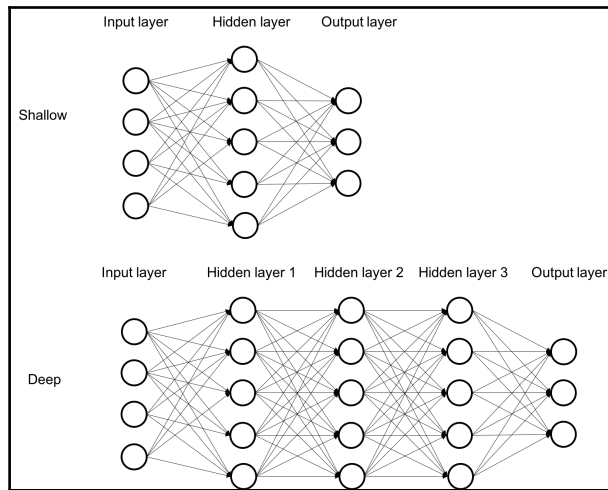 Input layer Hidden layer Output layer
Shallow
Input layer Hidden layer 1 Hidden layer 2 Hidden layer 3 Output layer
Deep